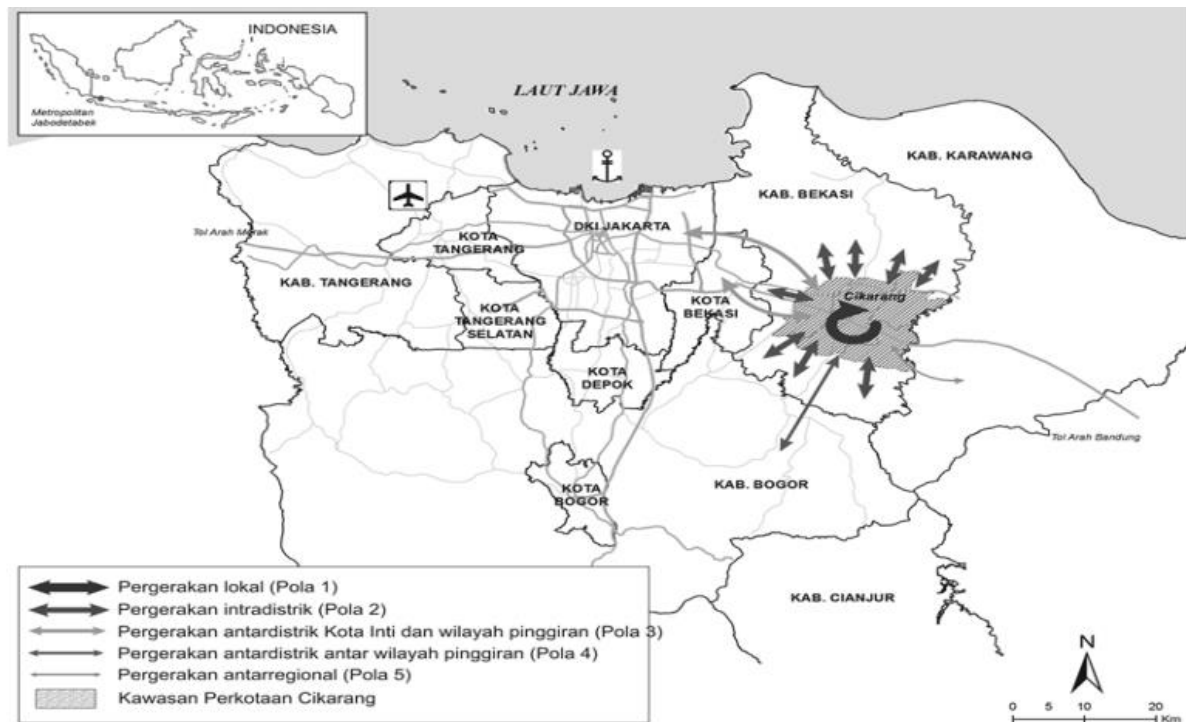 INDONESIA
Metropolitan
Jabodetabek
LAUT JAWA
KAB. KARAWANG
KAB. BEKASI
Tol Arah Merak
KOTA
TANGERANG
DKI JAKARTA
KAB. TANGERANG
KOTA
TANGERANG
SELATAN
KOTA
BEKASI
Cikarang
KOTA
DEPOK
Tol Arah Bandung
KOTA
BOGOR
KAB. BOGOR
KAB. CIANJUR
Pergerakan lokal (Pola 1)
Pergerakan intradistrik (Pola 2)
Pergerakan antardistrik Kota Inti dan wilayah pinggiran (Pola 3)
Pergerakan antardistrik antar wilayah pinggiran (Pola 4)
Pergerakan antarregional (Pola 5)
Kawasan Perkotaan Cikarang
N
0 5 10 20
Km